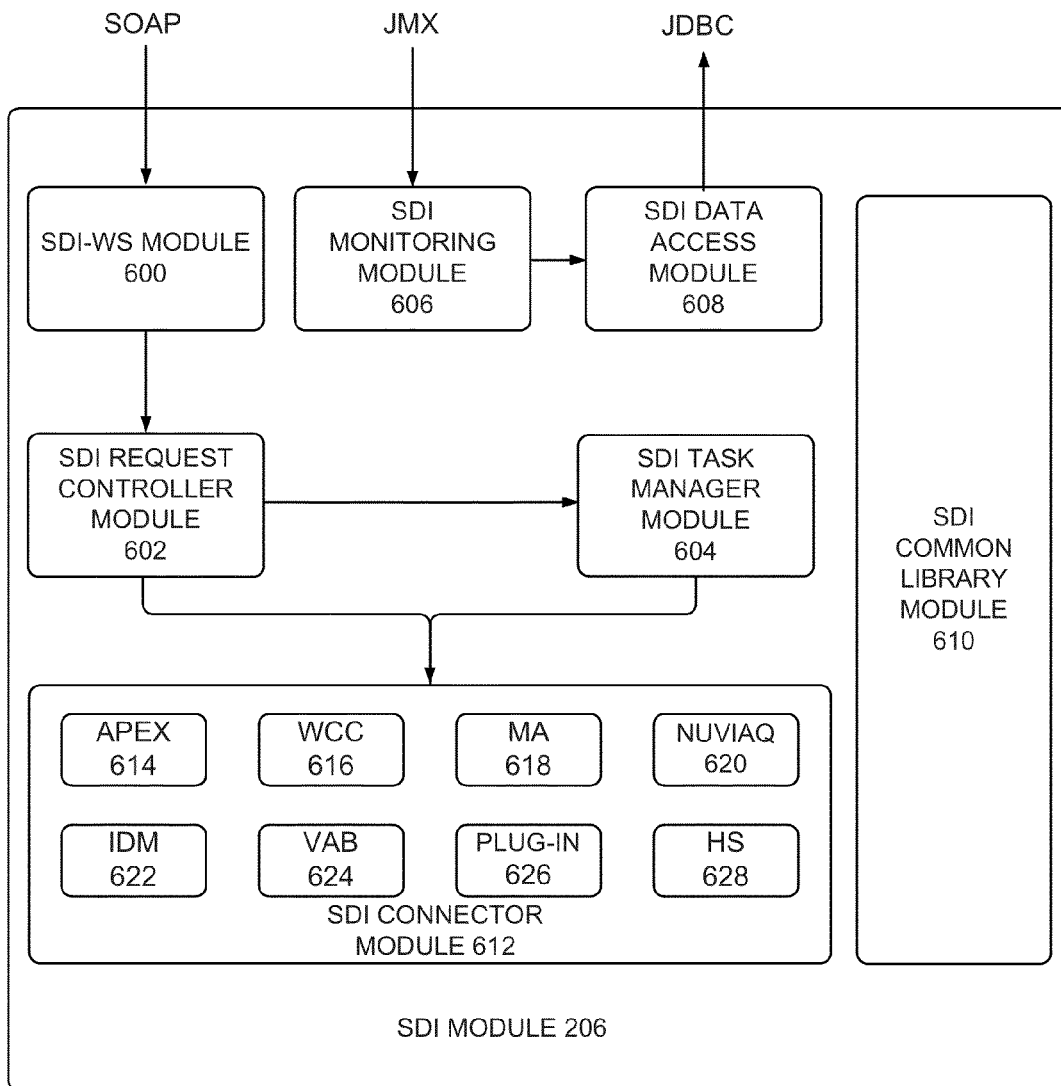 SOAP
JMX
JDBC
SDI-WS MODULE
600
SDI
MONITORING
MODULE
606
SDI DATA
ACCESS
MODULE
608
SDI REQUEST
CONTROLLER
MODULE
602
SDI TASK
MANAGER
MODULE
604
SDI
COMMON
LIBRARY
MODULE
610
APEX
614
WCC
616
MA
618
NUVIAQ
620
IDM
622
VAB
624
PLUG-IN
626
HS
628
SDI CONNECTOR
MODULE 612
SDI MODULE 206